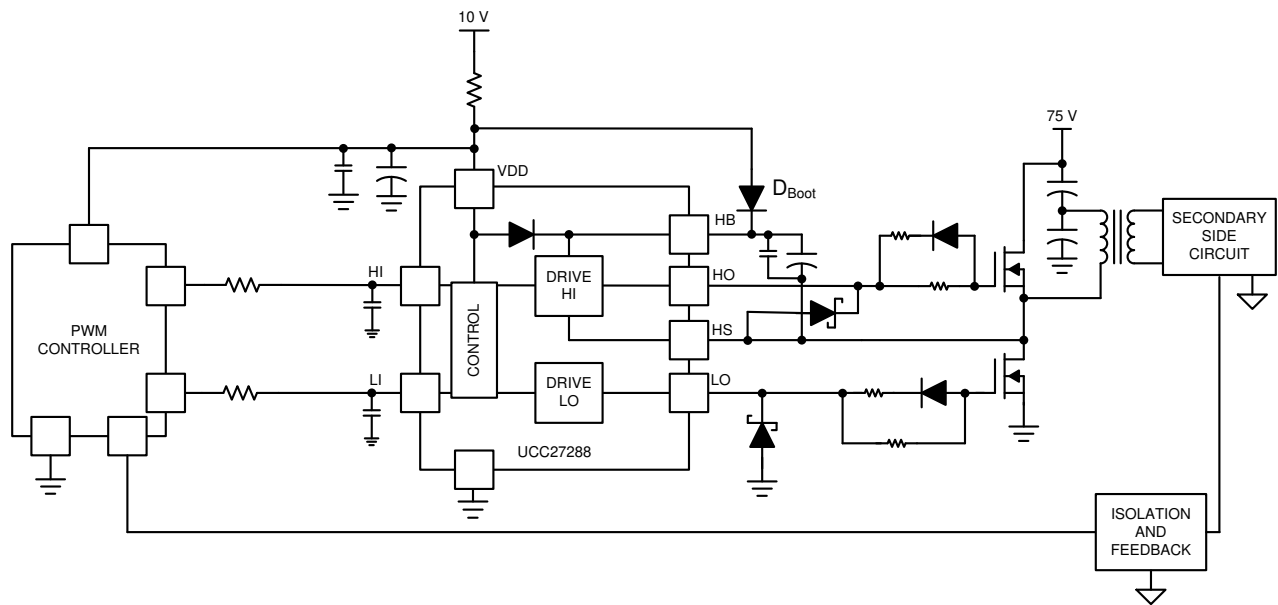 10 V
75 V
VDD
D_Boot
HB
SECONDARY
SIDE
CIRCUIT
HI
DRIVE
HI
HO
PWM
CONTROLLER
CONTROL
HS
LI
DRIVE
LO
LO
UCC27288
ISOLATION
AND
FEEDBACK